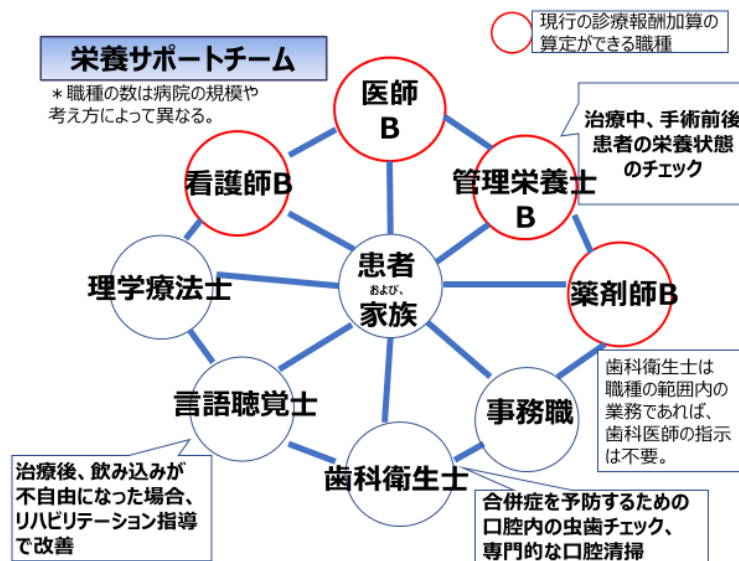 現行の診療報酬加算の
算定ができる職種
栄養サポートチーム
＊職種の数は病院の規模や
考え方によって異なる。
医師
B
治療中、手術前後
患者の栄養状態
のチェック
看護師B
管理栄養士
B
患者
および、
家族
理学療法士
薬剤師B
歯科衛生士は
職種の範囲内の
業務であれば、
歯科医師の指示
は不要。
言語聴覚士
事務職
治療後、飲み込みが
不自由になった場合、
リハビリテーション指導
で改善
歯科衛生士
合併症を予防するための
口腔内の虫歯チェック、
専門的な口腔清掃